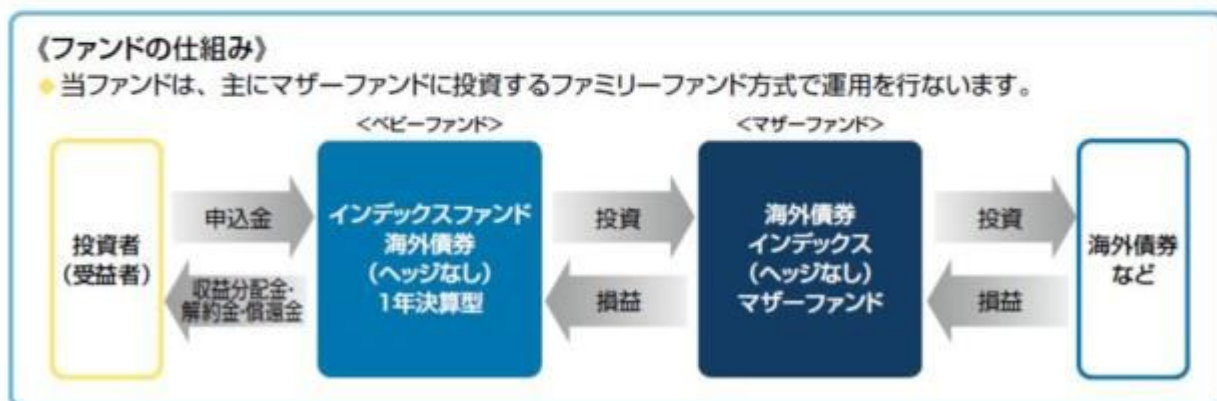 《ファンドの仕組み》
● 当ファンドは、主にマザーファンドに投資するファミリーファンド方式で運用を行ないます。
<ベビーファンド>
<マザーファンド>
投資者
(受益者)
申込金
収益分配金・
解約金・償還金
インデックスファンド
海外債券
(ヘッジなし)
1年決算型
投資
損益
海外債券
インデックス
(ヘッジなし)
マザーファンド
投資
損益
海外債券
など